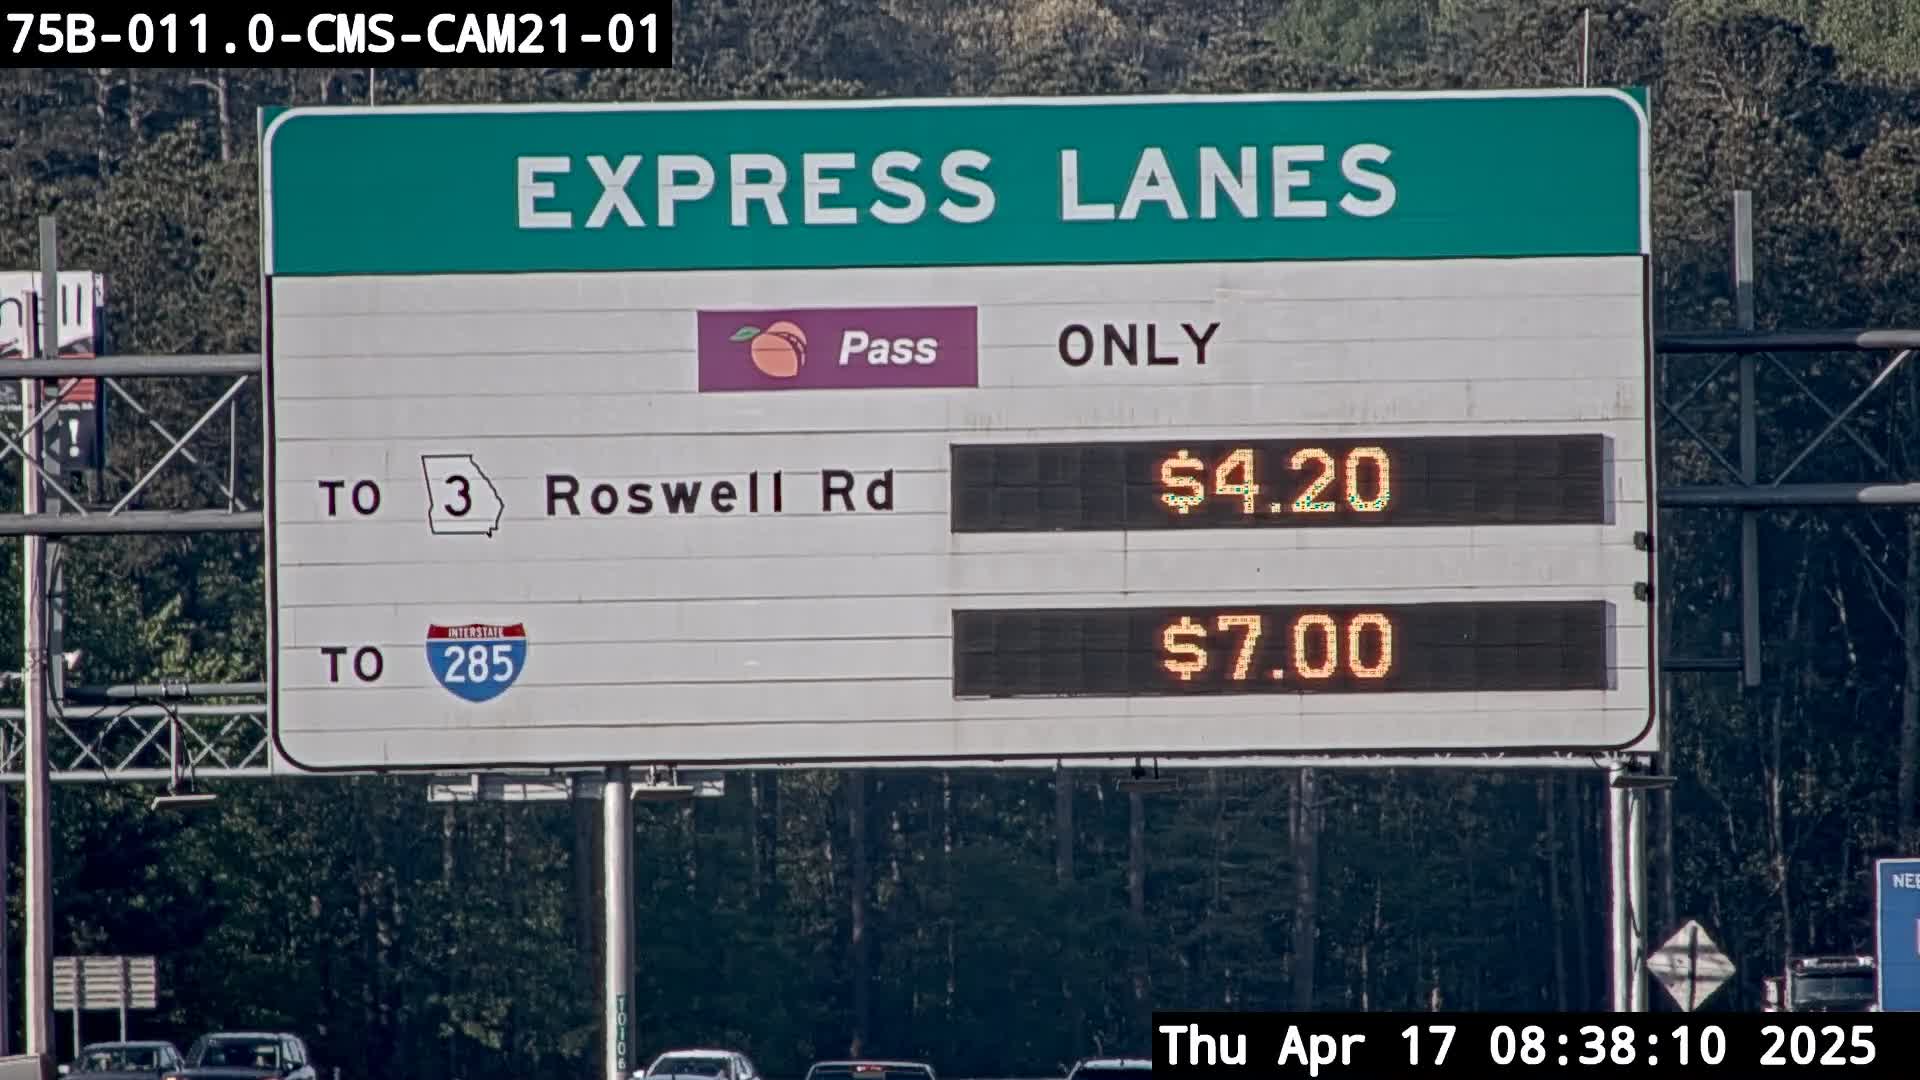 75B-011.0-CMS-CAM21-01
EXPRESS LANES
Pass ONLY
TO 3 Roswell Rd $4.20
TO INTERSTATE 285 $7.00
!
Thu Apr 17 08:38:10 2025